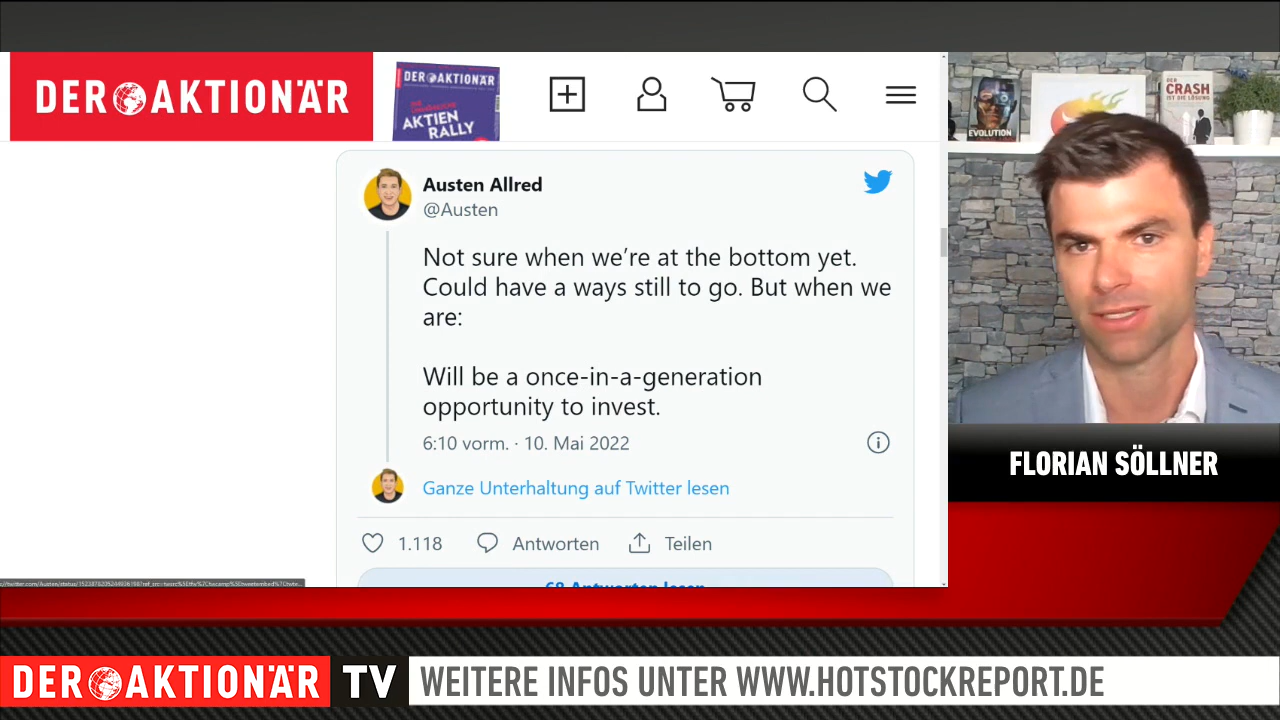 DER AKTIONÄR
DER AKTIONÄR
AKTIEN
RALLY
Austen Allred
@Austen
Not sure when we’re at the bottom yet.
Could have a ways still to go. But when we
are:
Will be a once-in-a-generation
opportunity to invest.
6:10 vorm. · 10. Mai 2022
Ganze Unterhaltung auf Twitter lesen
1.118
Antworten
Teilen
68 Antworten lesen
EVOLUTION
DER
CRASH
IST DIE LÖSUNG
FLORIAN SÖLLNER
DER AKTIONÄR TV
WEITERE INFOS UNTER WWW.HOTSTOCKREPORT.DE